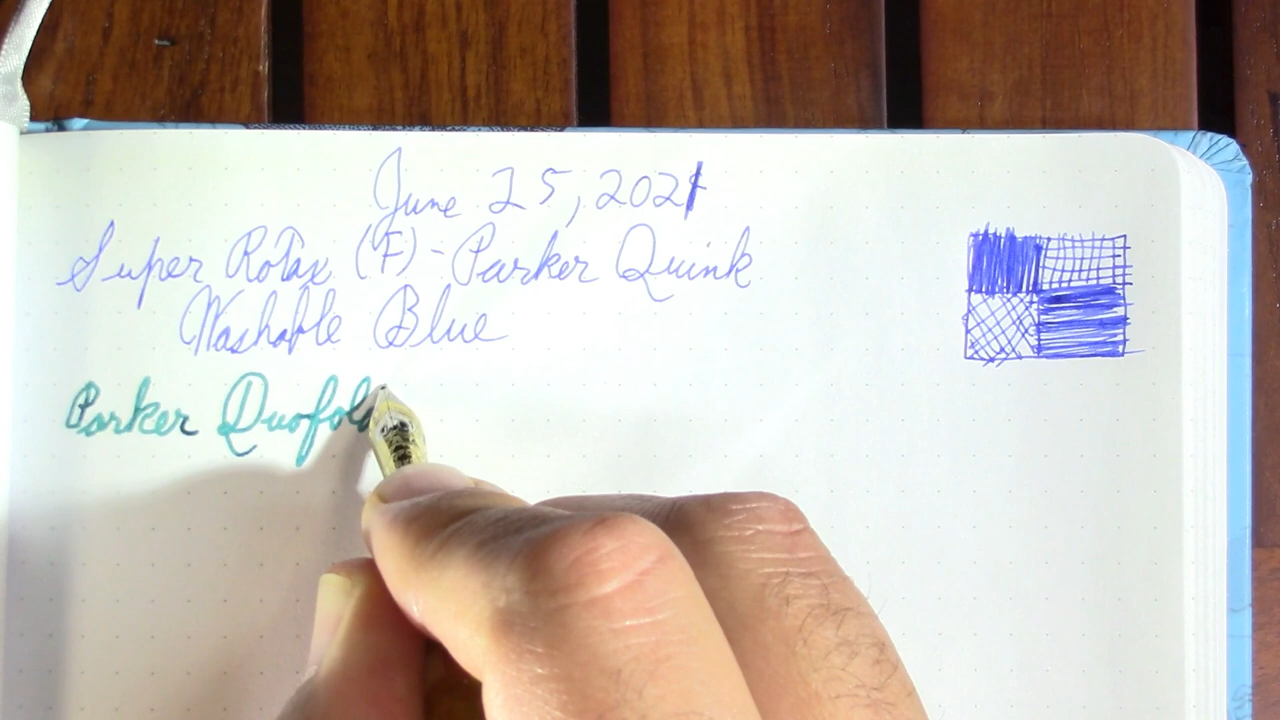 June 25, 2021
Super Rotax (F) - Parker Quink
Washable Blue
Parker Duofold